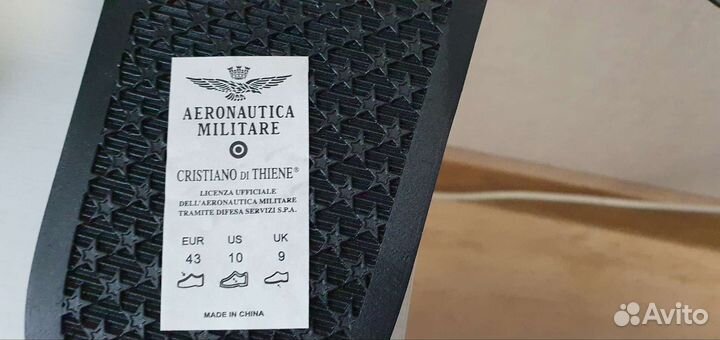 AERONAUTICA
MILITARE
CRISTIANO DI THIENE®
LICENZA UFFICIALE
DELL'AERONAUTICA MILITARE
TRAMITE DIFESA SERVIZI S.P.A.
EUR US UK
43 10 9
MADE IN CHINA
Avito